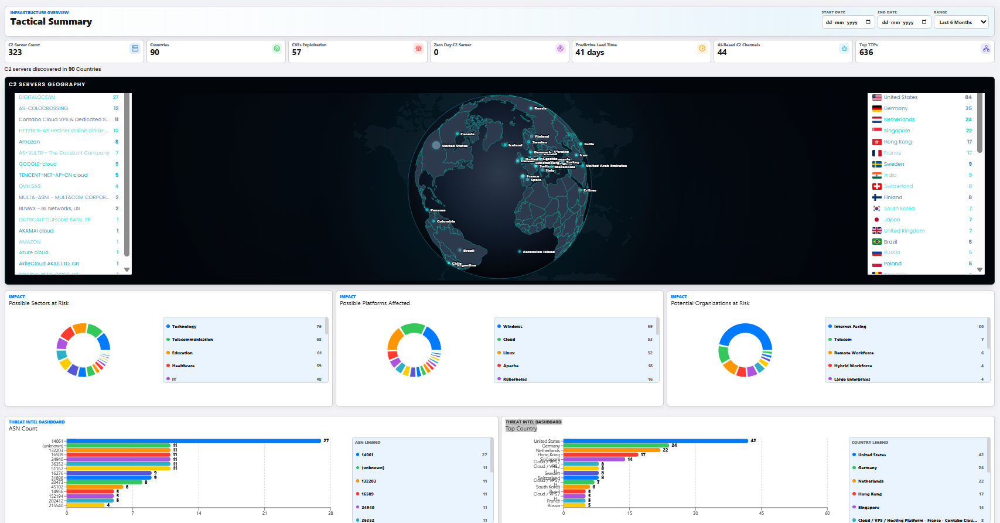 INFRASTRUCTURE OVERVIEW
Tactical Summary
START DATE
END DATE
RANGE
dd-mm-yyyy
dd-mm-yyyy
Last 6 Months
C2 Server Count
323
Countries
90
CVEs Exploitation
57
Zero Day C2 Server
0
Predictive Lead Time
41 days
AI-Based C2 Channels
44
Top TTPs
636
C2 servers discovered in 90 Countries
C2 SERVERS GEOGRAPHY
DIGITALOCEAN 27
AS-COLOCROSSING 12
Contabo Cloud VPS & Dedicated S... 11
HETZNER-AS Hetzner Online GmbH,... 10
Amazon 8
AS-VULTR - The Constant Company 7
GOOGLE-cloud 5
TENCENT-NET-AP-CN cloud 5
OVH SAS 4
MULTA-ASN1 - MULTACOM CORPOR... 2
BLNWX - BL Networks, US 2
OUTSCALE Outscale SASU, FR 1
AKAMAI cloud 1
AMAZON 1
Azure cloud 1
AkileCloud AKILE LTD, GB 1
Russia
Canada
United States
Iceland
Finland
Sweden
India
Denmark
Ukraine
Iran
Czechia
Luxembourg
Turkey
Macedonia
United Arab Emirates
Italy
France
Spain
Eritrea
Panama
Colombia
Brazil
Ascension Island
Chile
Argentina
United States 84
Germany 35
Netherlands 24
Singapore 22
Hong Kong 17
France 17
Sweden 9
India 9
Switzerland 8
Finland 8
South Korea 7
Japan 7
United Kingdom 7
Brazil 5
Russia 5
Poland 5
IMPACT
Possible Sectors at Risk
Technology 76
Telecommunication 68
Education 61
Healthcare 59
IT 48
IMPACT
Possible Platforms Affected
Windows 59
Cloud 53
Linux 52
Apache 18
Kubernetes 16
IMPACT
Potential Organizations at Risk
Internet-Facing 30
Telecom 7
Remote Workforce 6
Hybrid Workforce 4
Large Enterprises 4
THREAT INTEL DASHBOARD
ASN Count
14061 27
(unknown) 11
132203 11
16509 11
24940 11
36352 11
51167 11
16276 9
31898 9
20473 8
45102 6
14956 5
152194 5
202412 5
215540 4
0 7 14 21 28
ASN LEGEND
14061 27
(unknown) 11
132203 11
16509 11
24940 11
36352 11
THREAT INTEL DASHBOARD
Top Country
United States 42
Germany 24
Netherlands 22
Hong Kong 17
Singapore 14
Cloud / VPS / H... 8
Cloud / VPS / H... 8
Sweden 8
Switzerland 8
Cloud / VPS / H... 7
South Korea 6
Brazil 5
Cloud / VPS / H... 5
France 5
Russia 5
0 15 30 45 60
COUNTRY LEGEND
United States 42
Germany 24
Netherlands 22
Hong Kong 17
Singapore 14
Cloud / VPS / Hosting Platform - France - Contabo Clou... 8